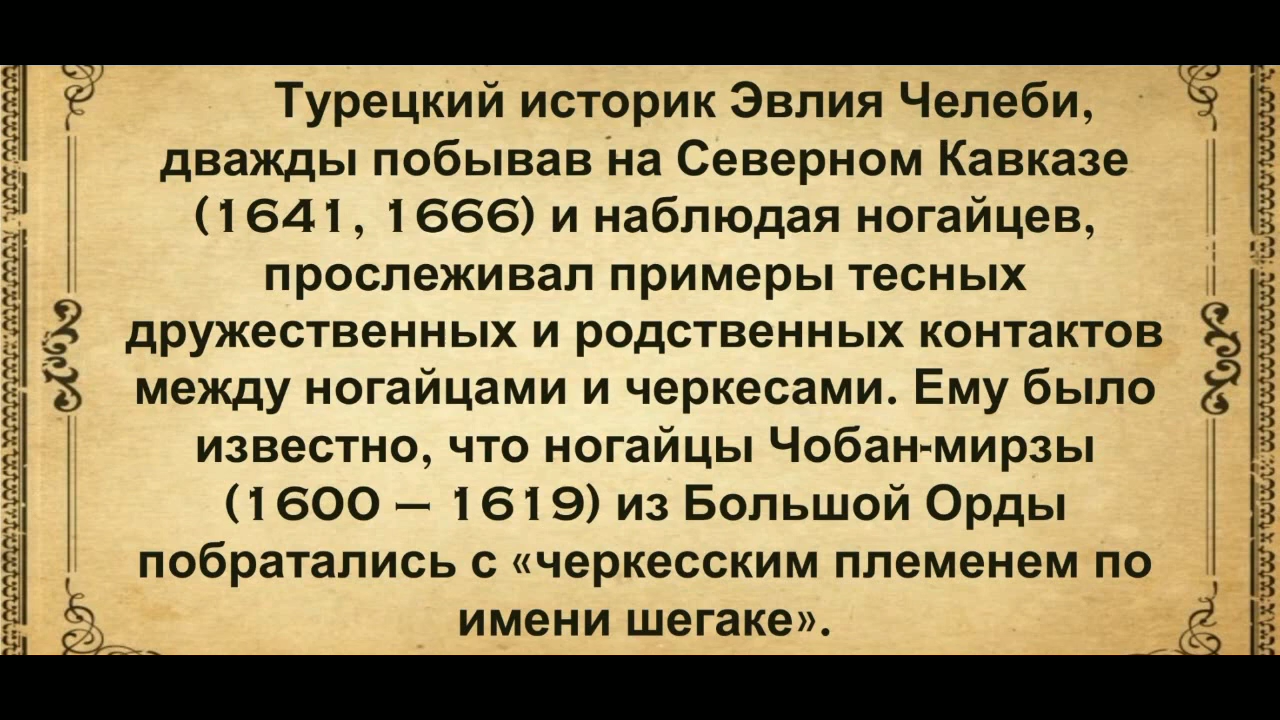 Турецкий историк Эвлия Челеби,
дважды побывав на Северном Кавказе
(1641, 1666) и наблюдая ногайцев,
прослеживал примеры тесных
дружественных и родственных контактов
между ногайцами и черкесами. Ему было
известно, что ногайцы Чобан-мирзы
(1600 – 1619) из Большой Орды
побратались с «черкесским племенем по
имени шегаке».